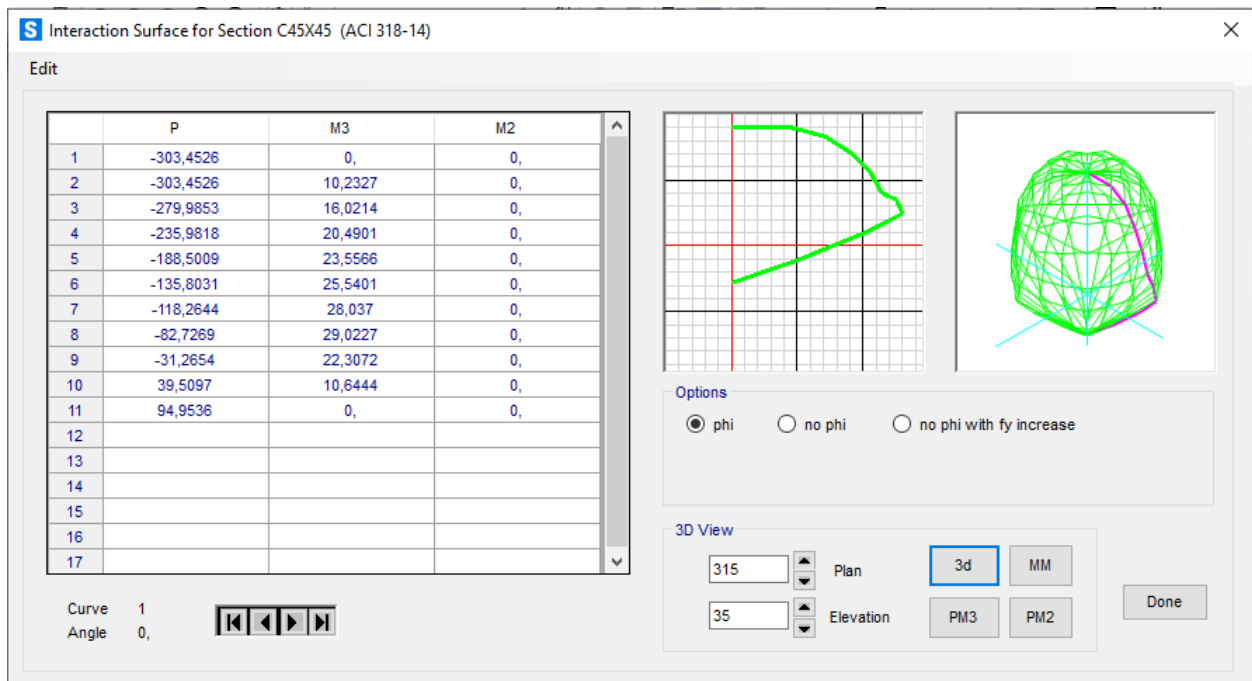 S Interaction Surface for Section C45X45 (ACI 318-14)
Edit
P M3 M2
1 -303,4526 0, 0,
2 -303,4526 10,2327 0,
3 -279,9853 16,0214 0,
4 -235,9818 20,4901 0,
5 -188,5009 23,5566 0,
6 -135,8031 25,5401 0,
7 -118,2644 28,037 0,
8 -82,7269 29,0227 0,
9 -31,2654 22,3072 0,
10 39,5097 10,6444 0,
11 94,9536 0, 0,
12
13
14
15
16
17
Curve 1
Angle 0,
Options
phi no phi no phi with fy increase
3D View
315 Plan 3d MM
35 Elevation PM3 PM2
Done